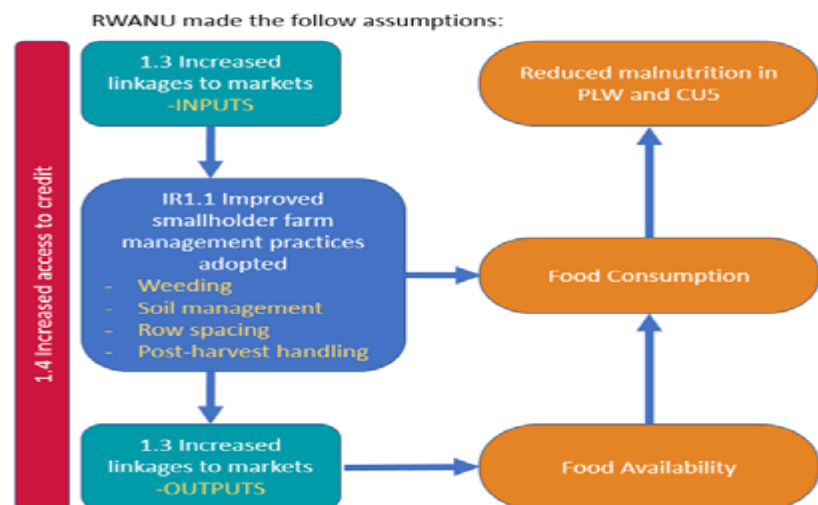 RWANU made the follow assumptions:
1.4 Increased access to credit
1.3 Increased
linkages to markets
-INPUTS
IR1.1 Improved
smallholder farm
management practices
adopted
- Weeding
- Soil management
- Row spacing
- Post-harvest handling
1.3 Increased
linkages to markets
-OUTPUTS
Reduced malnutrition in
PLW and CU5
Food Consumption
Food Availability